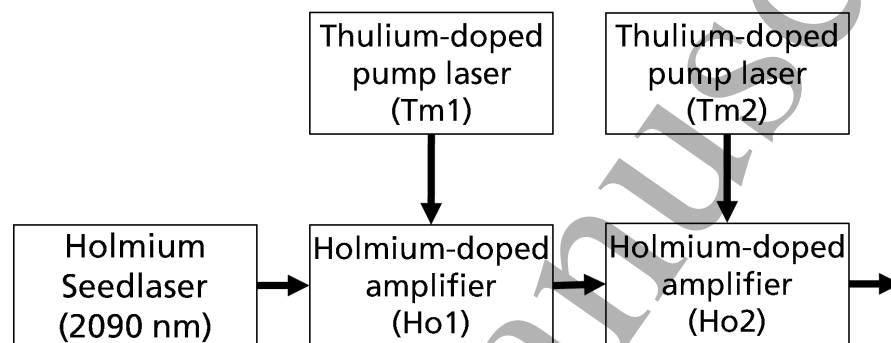 Thulium-doped
pump laser
(Tm1)
Thulium-doped
pump laser
(Tm2)
Holmium
Seedlaser
(2090 nm)
Holmium-doped
amplifier
(Ho1)
Holmium-doped
amplifier
(Ho2)